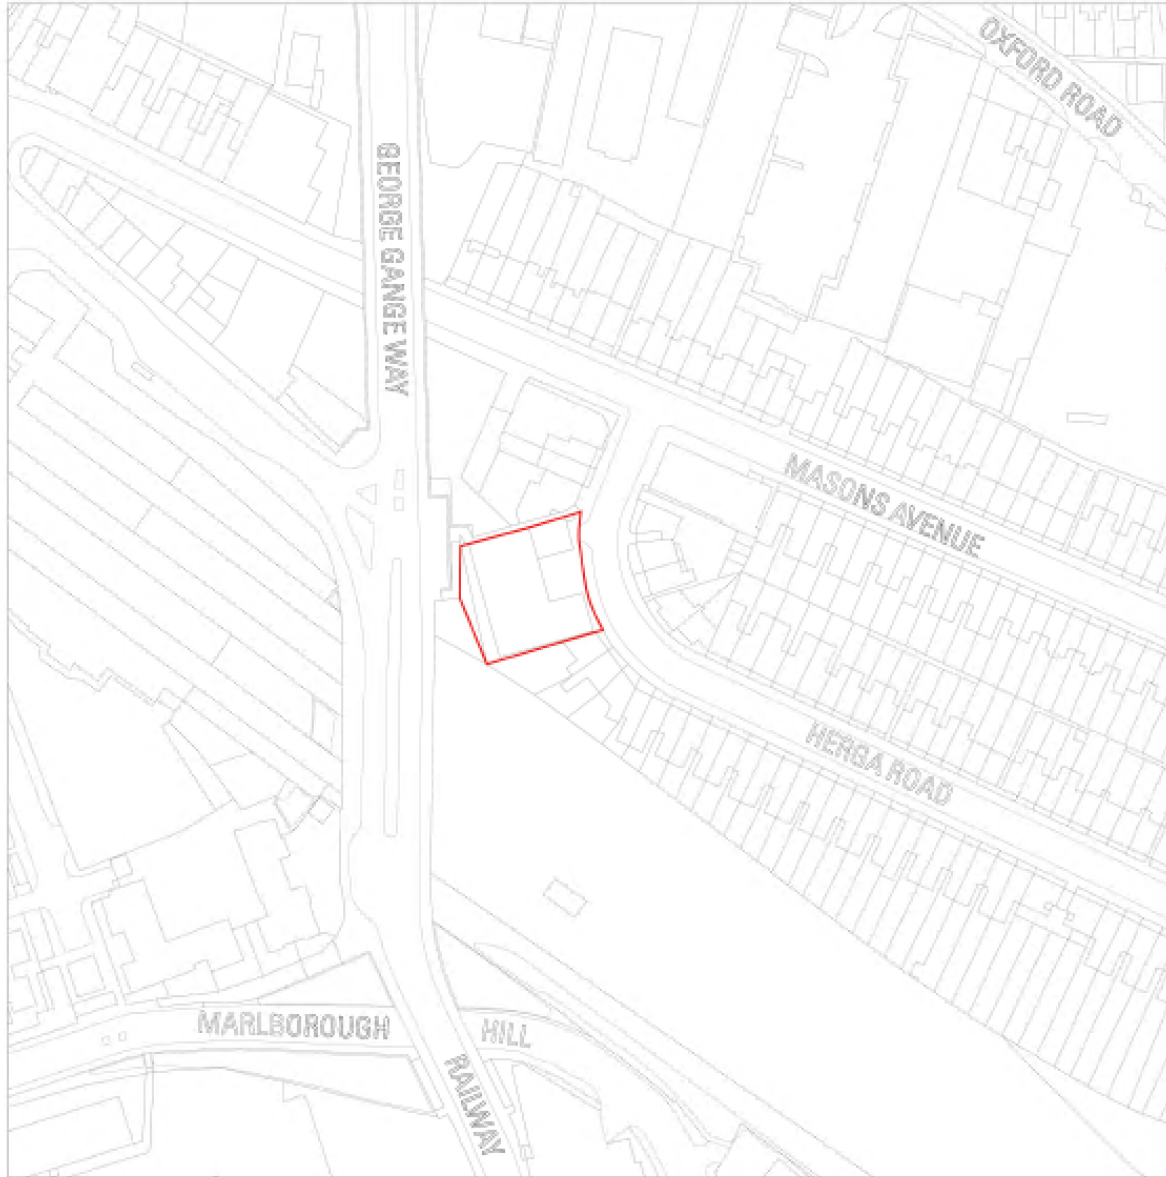 OXFORD ROAD
GEORGE GANGE WAY
MASONS AVENUE
HERGA ROAD
MARLBOROUGH HILL
RAILWAY